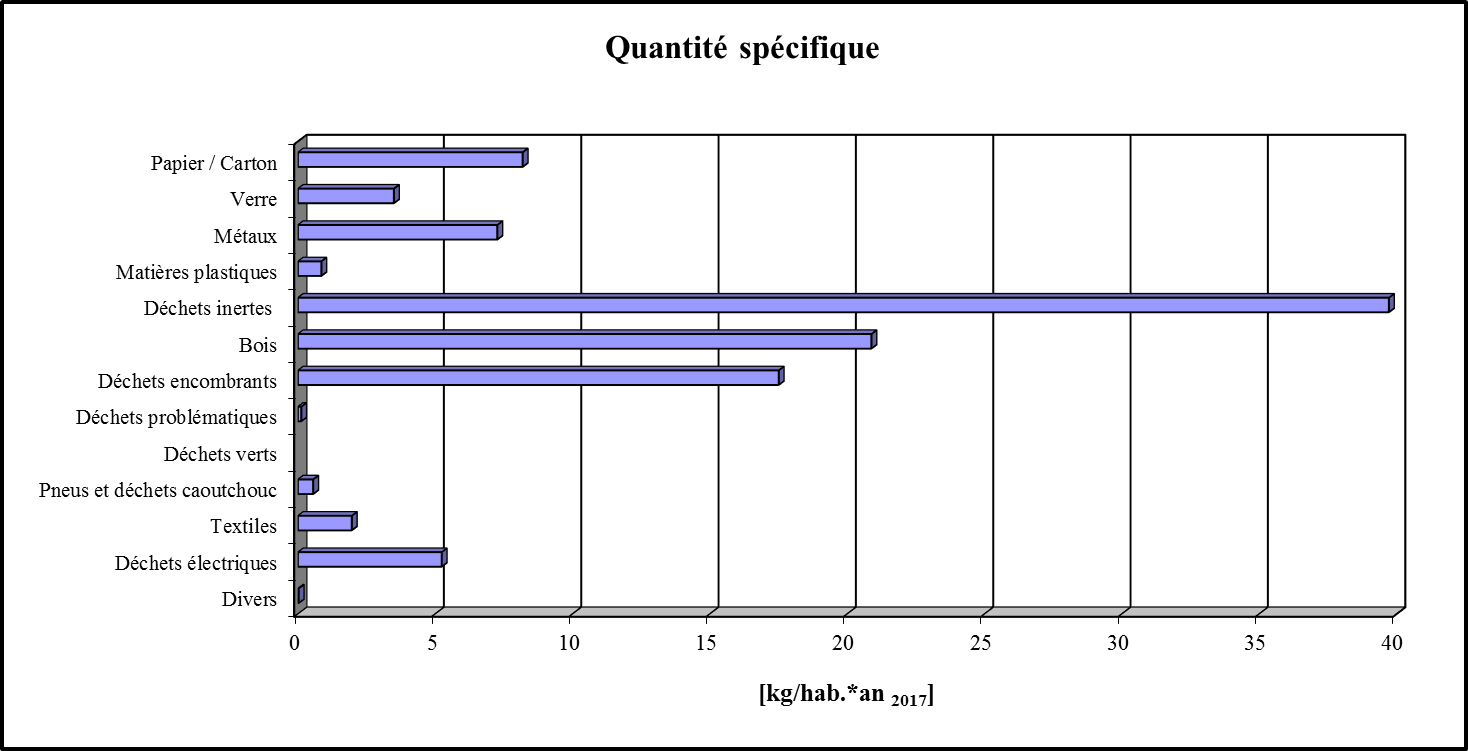 Quantité spécifique
Papier / Carton
Verre
Métaux
Matières plastiques
Déchets inertes
Bois
Déchets encombrants
Déchets problématiques
Déchets verts
Pneus et déchets caoutchouc
Textiles
Déchets électriques
Divers
0 5 10 15 20 25 30 35 40
[kg/hab.*an 2017]